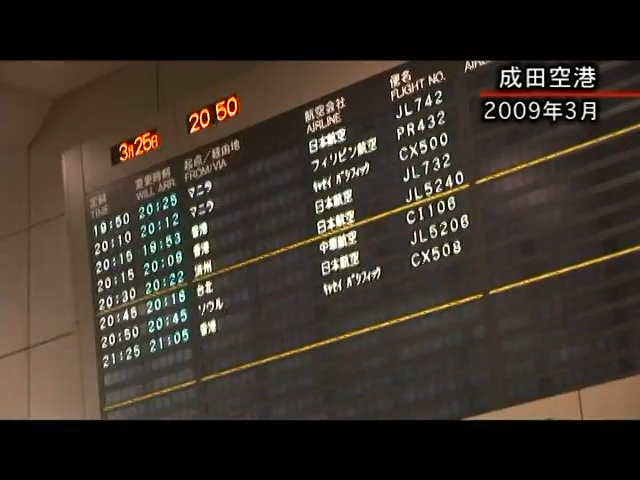 成田空港
2009年3月
3月25日 20 50
定刻 変更時刻 起点/経由地 航空会社 便名
TIME WILL ARR. FROM/VIA AIRLINE FLIGHT NO.
19:50 20:25 マニラ 日本航空 JL742
20:10 20:12 マニラ フィリピン航空 PR432
20:15 19:53 香港 キャセイ パシフィック CX500
20:15 20:09 香港 日本航空 JL732
20:30 20:22 済州 日本航空 JL5240
20:45 20:16 台北 中華航空 CI106
20:50 20:45 ソウル 日本航空 JL5206
21:25 21:05 香港 キャセイ パシフィック CX508